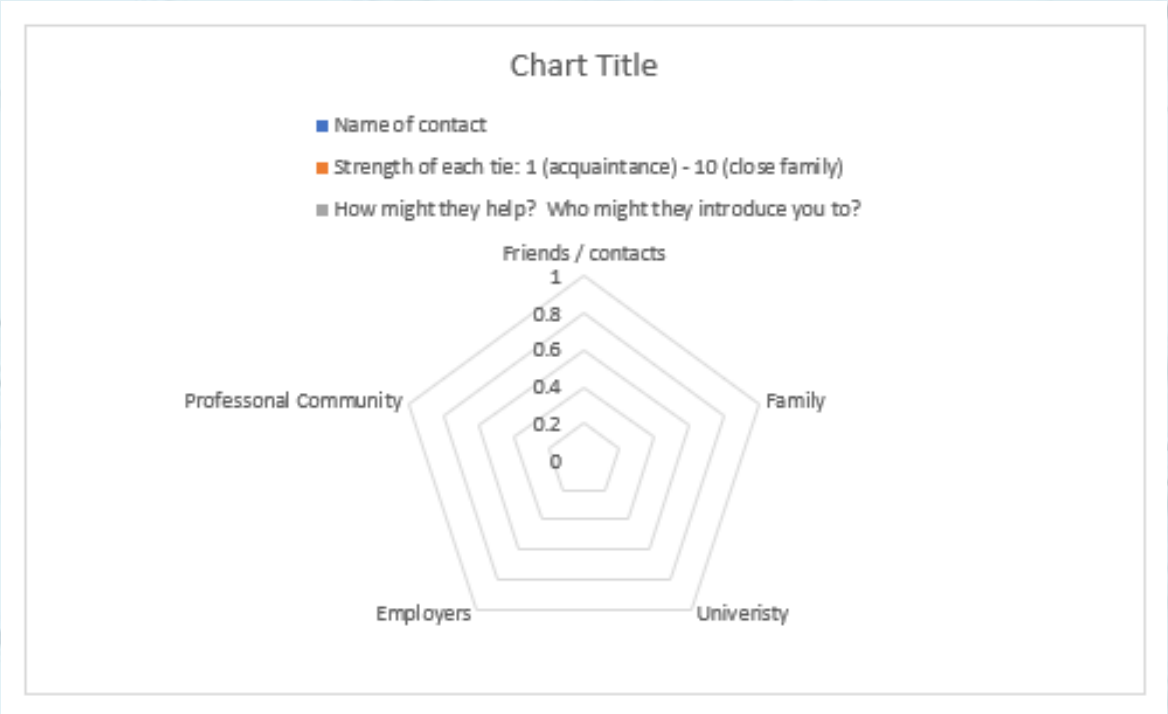 Chart Title
Name of contact
Strength of each tie: 1 (acquaintance) - 10 (close family)
How might they help?  Who might they introduce you to?
Friends / contacts
1
0.8
0.6
0.4
Professonal Community
Family
0.2
0
Employers
Univeristy